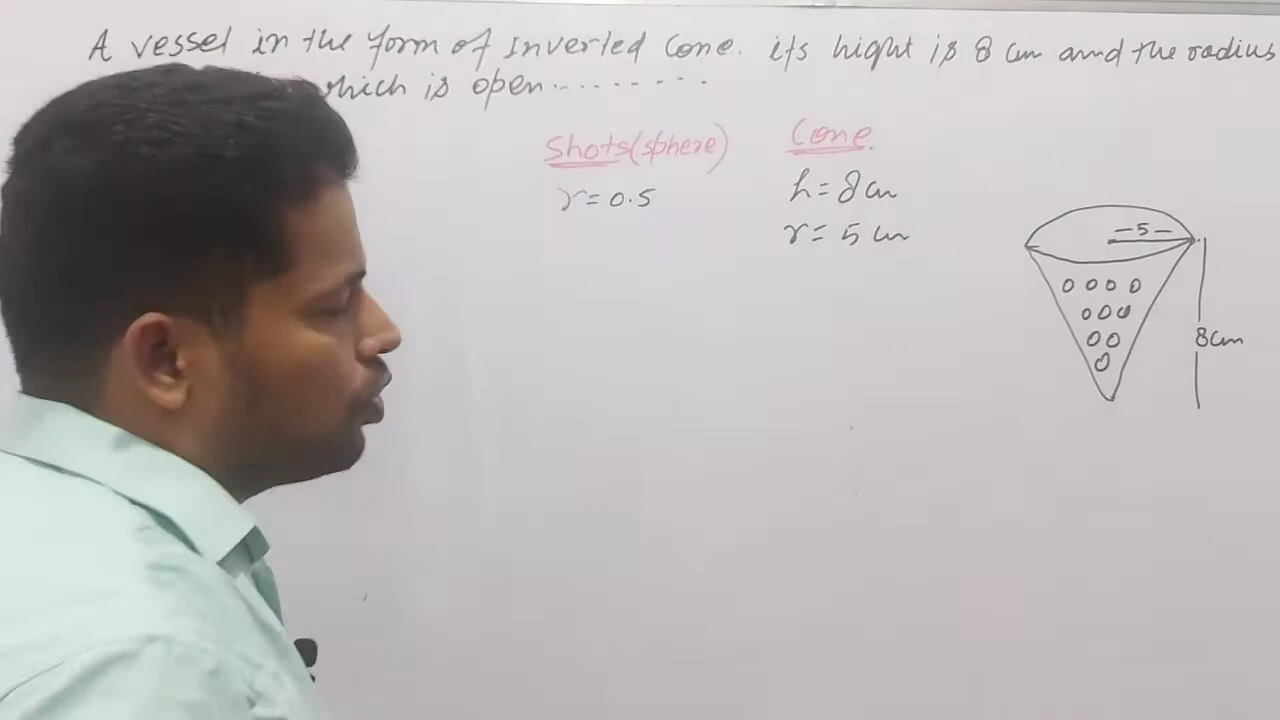 A vessel in the form of Inverted Cone. its hight is 8 cm and the radius
which is open.........
Shots(sphere)
r = 0.5
Cone.
h = 8 cm
r = 5 cm
-5-
8cm